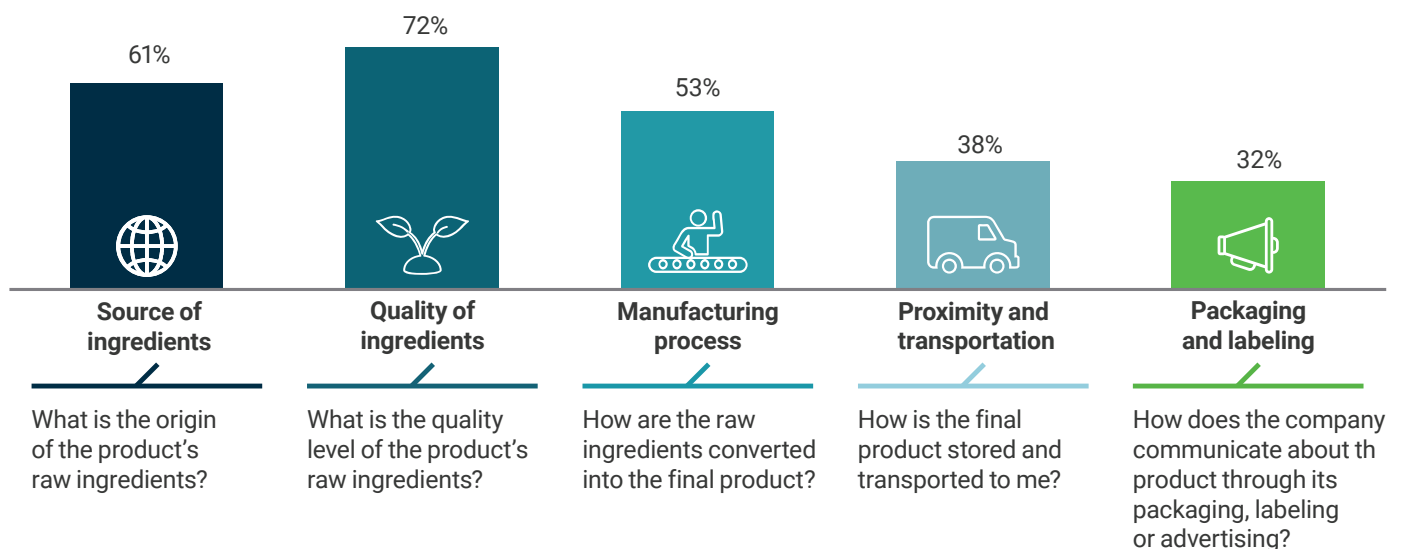 61%
72%
53%
38%
32%
Source of
ingredients
Quality of
ingredients
Manufacturing
process
Proximity and
transportation
Packaging
and labeling
What is the origin
of the product's
raw ingredients?
What is the quality
level of the product's
raw ingredients?
How are the raw
ingredients converted
into the final product?
How is the final
product stored and
transported to me?
How does the company
communicate about th
product through its
packaging, labeling
or advertising?